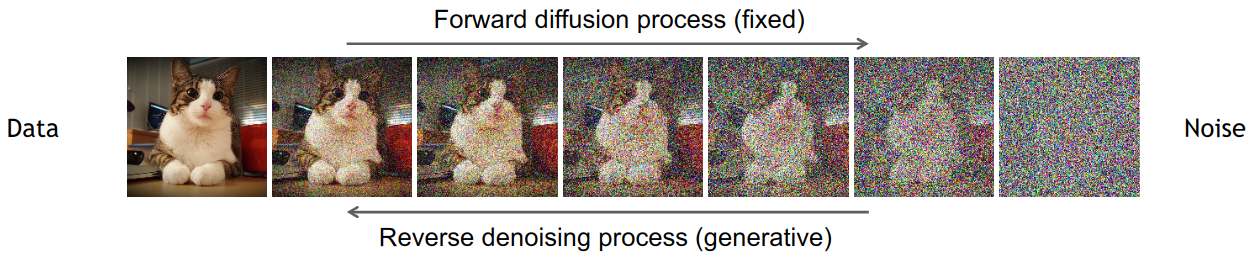 Forward diffusion process (fixed)
Data
Noise
Reverse denoising process (generative)